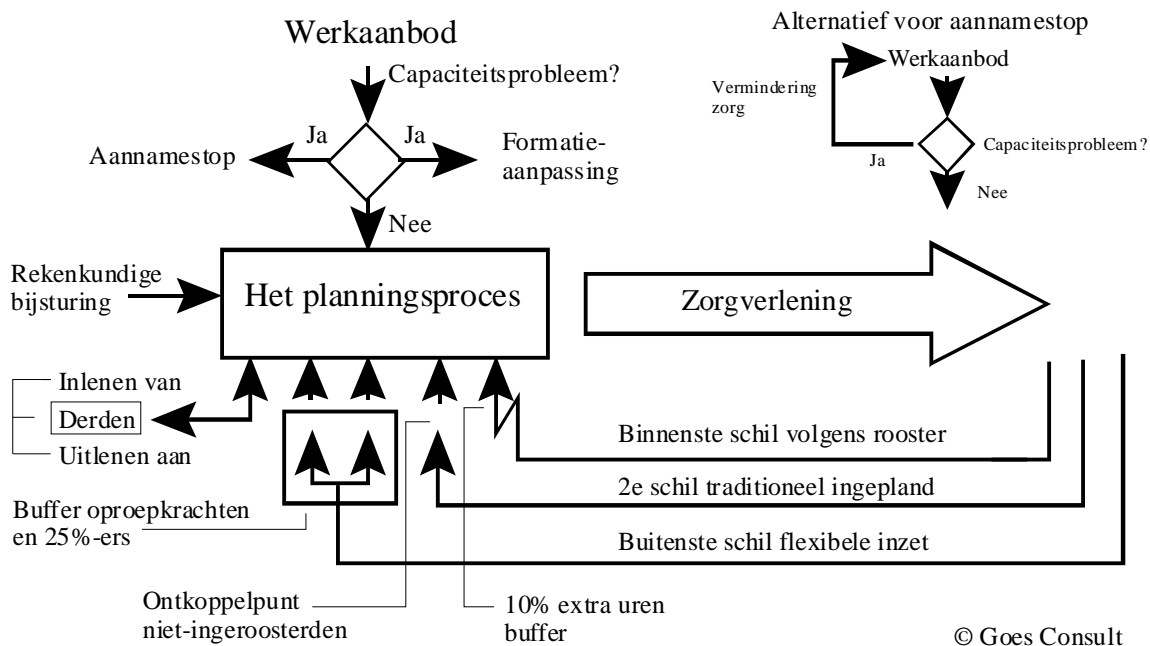 Werkaanbod
Capaciteitsprobleem?
Ja
Ja
Aannamestop
Formatie-
aanpassing
Nee
Alternatief voor aannamestop
Werkaanbod
Vermindering
zorg
Capaciteitsprobleem?
Ja
Nee
Rekenkundige
bijsturing
Het planningsproces
Zorgverlening
Inlenen van
Derden
Uitlenen aan
Binnenste schil volgens rooster
2e schil traditioneel ingepland
Buffer oproepkrachten
en 25%-ers
Buitenste schil flexibele inzet
Ontkoppelpunt
niet-ingeroosterden
10% extra uren
buffer
© Goes Consult